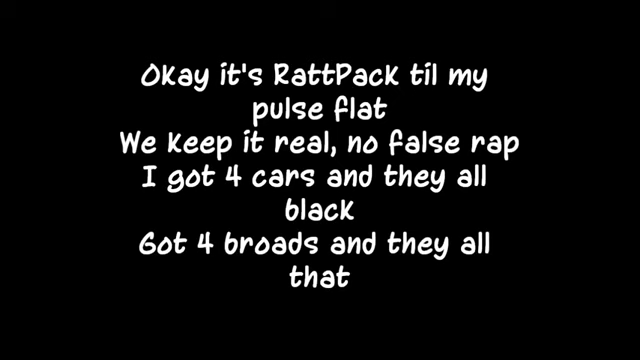 Okay it's RattPack til my
pulse flat
We keep it real, no false rap
I got 4 cars and they all
black
Got 4 broads and they all
that